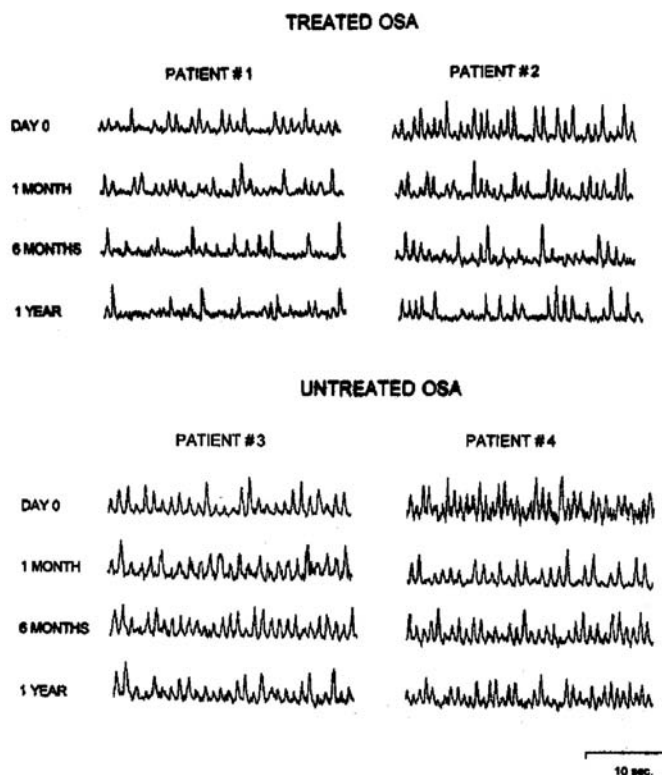 TREATED OSA
PATIENT #1 PATIENT #2
DAY 0
1 MONTH
6 MONTHS
1 YEAR
UNTREATED OSA
PATIENT #3 PATIENT #4
DAY 0
1 MONTH
6 MONTHS
1 YEAR
10 sec.